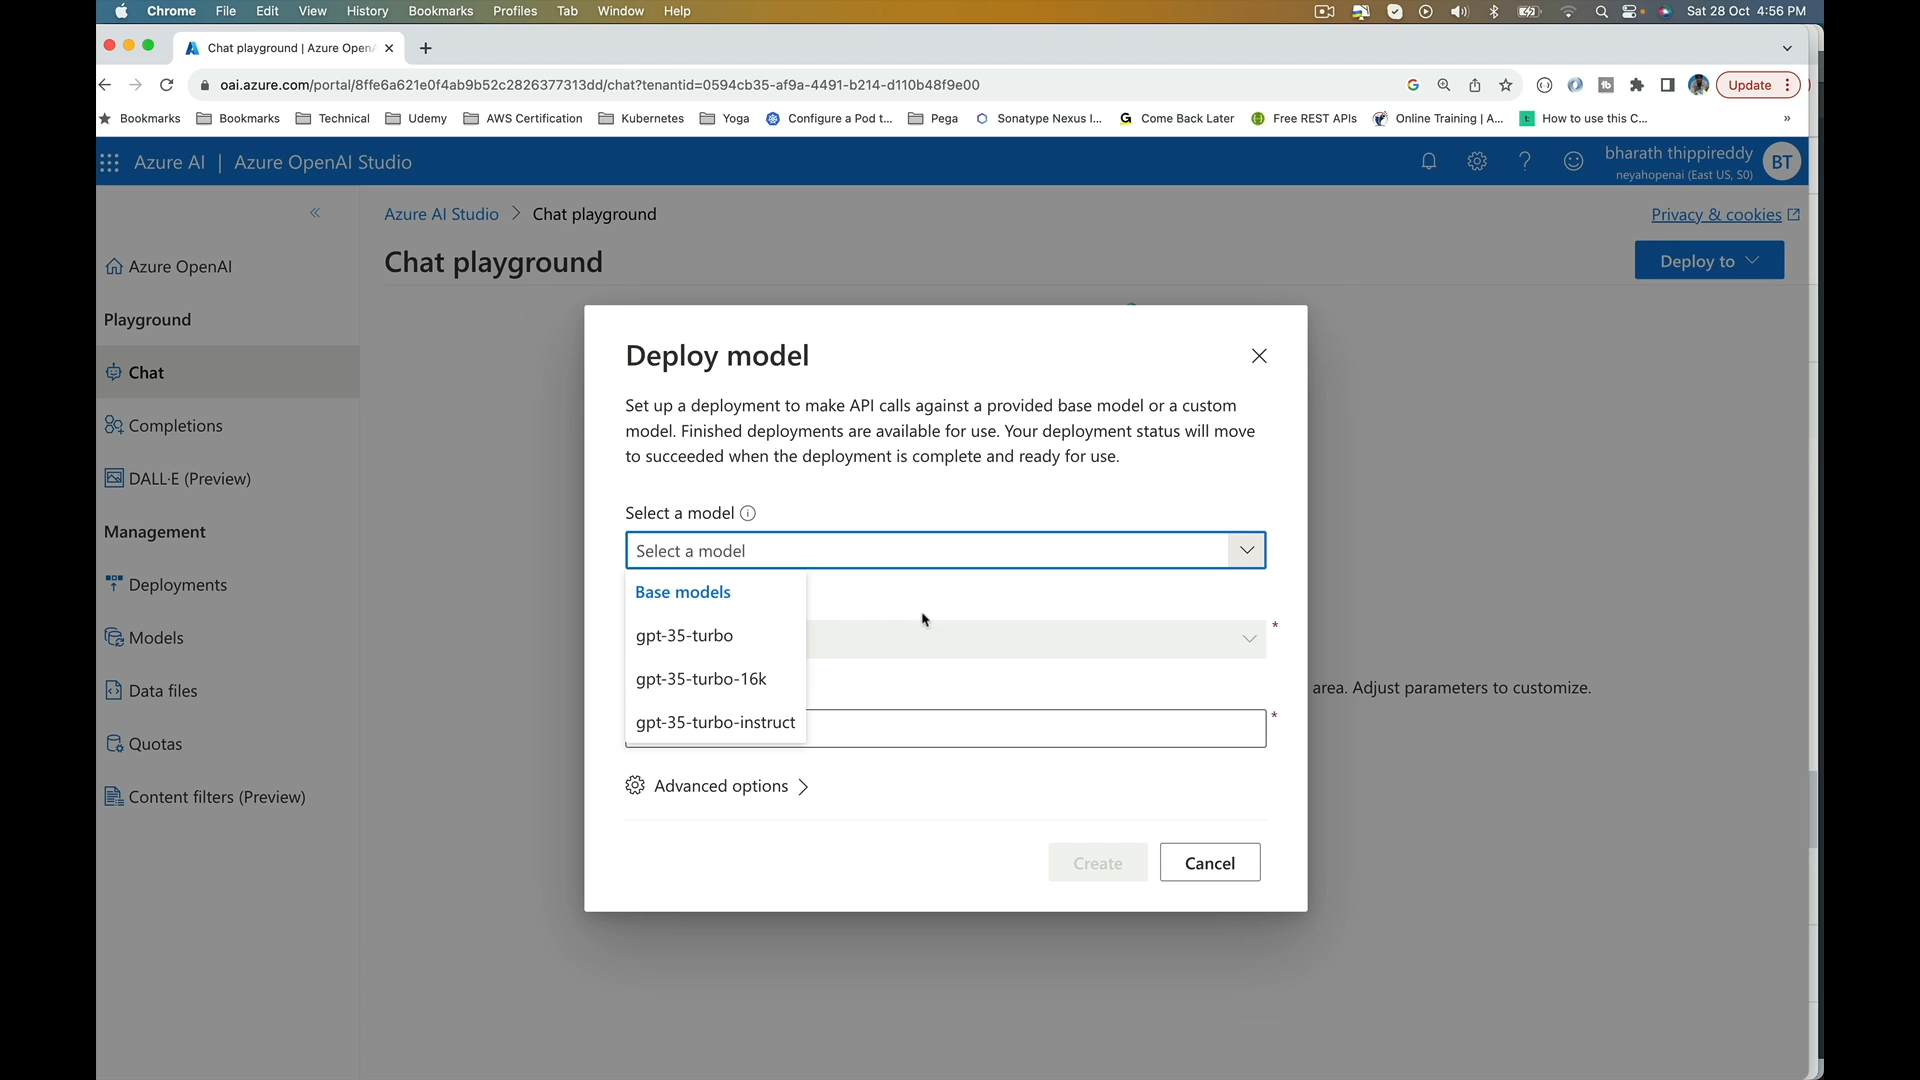 Chrome File Edit View History Bookmarks Profiles Tab Window Help Sat 28 Oct 4:56 PM
Chat playground | Azure Open
oai.azure.com/portal/8ffe6a621e0f4ab9b52c2826377313dd/chat?tenantid=0594cb35-af9a-4491-b214-d110b48f9e00 Update
Bookmarks Bookmarks Technical Udemy AWS Certification Kubernetes Yoga Configure a Pod t... Pega Sonatype Nexus I... Come Back Later Free REST APIs Online Training | A... How to use this C... »
Azure AI | Azure OpenAI Studio
bharath thippireddy
neyahopenai (East US, S0)
BT
Azure AI Studio > Chat playground
Privacy & cookies
Chat playground
Deploy to
Azure OpenAI
Playground
Chat
Completions
DALL·E (Preview)
Management
Deployments
Models
Data files
Quotas
Content filters (Preview)
Deploy model
Set up a deployment to make API calls against a provided base model or a custom
model. Finished deployments are available for use. Your deployment status will move
to succeeded when the deployment is complete and ready for use.
Select a model
Select a model
Base models
gpt-35-turbo
*
gpt-35-turbo-16k
area. Adjust parameters to customize.
gpt-35-turbo-instruct
*
Advanced options
Create
Cancel